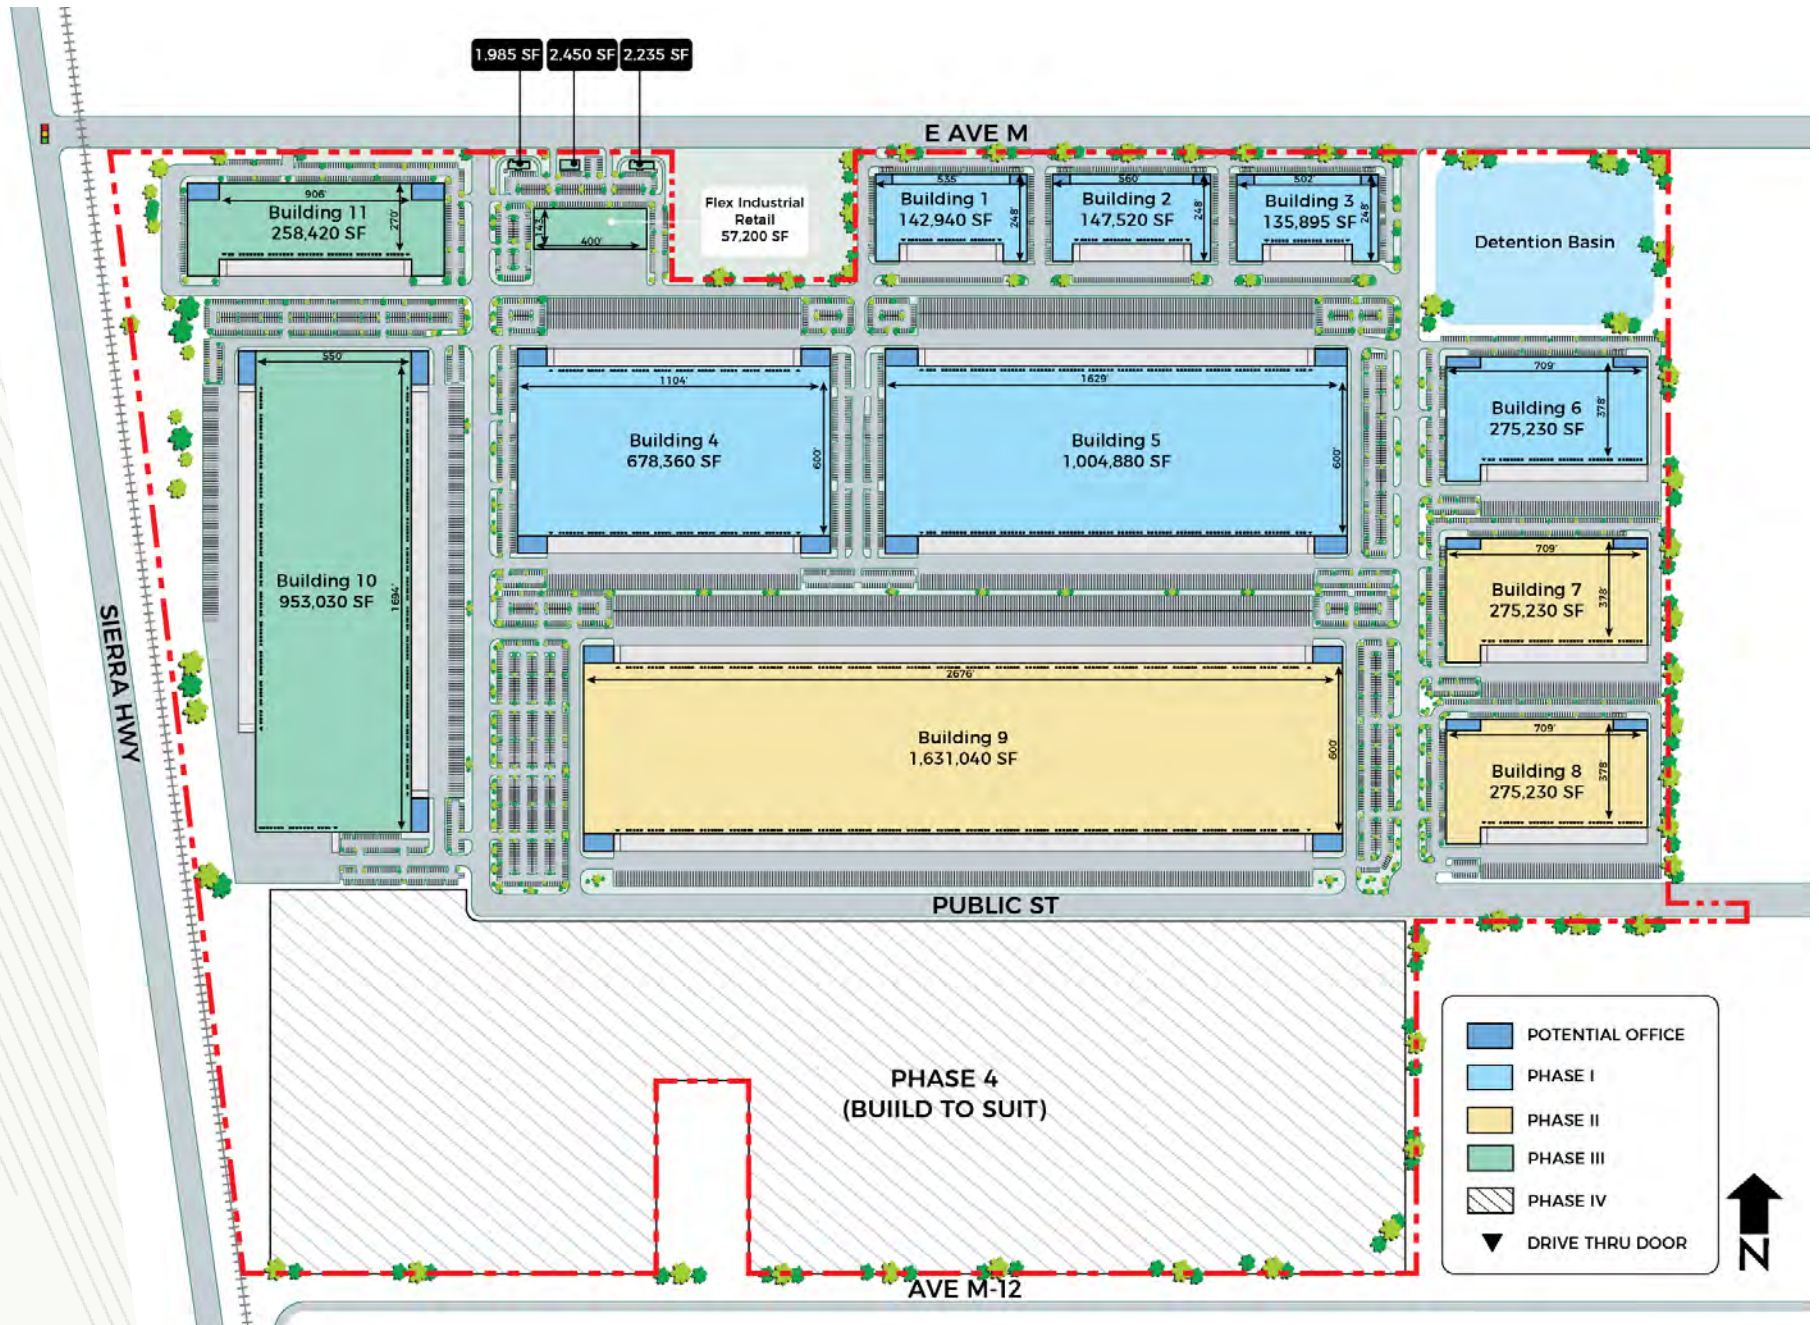 1,985 SF
2,450 SF
2,235 SF
E AVE M
906'
Building 11
258,420 SF
270'
143'
400'
Flex Industrial
Retail
57,200 SF
535'
Building 1
142,940 SF
248'
560'
Building 2
147,520 SF
248'
502'
Building 3
135,895 SF
248'
Detention Basin
550'
Building 10
953,030 SF
1694'
1104'
Building 4
678,360 SF
600'
1629'
Building 5
1,004,880 SF
600'
709'
Building 6
275,230 SF
378'
709'
Building 7
275,230 SF
378'
2676'
Building 9
1,631,040 SF
600'
709'
Building 8
275,230 SF
378'
SIERRA HWY
PUBLIC ST
PHASE 4
(BUIILD TO SUIT)
AVE M-12
POTENTIAL OFFICE
PHASE I
PHASE II
PHASE III
PHASE IV
DRIVE THRU DOOR
N